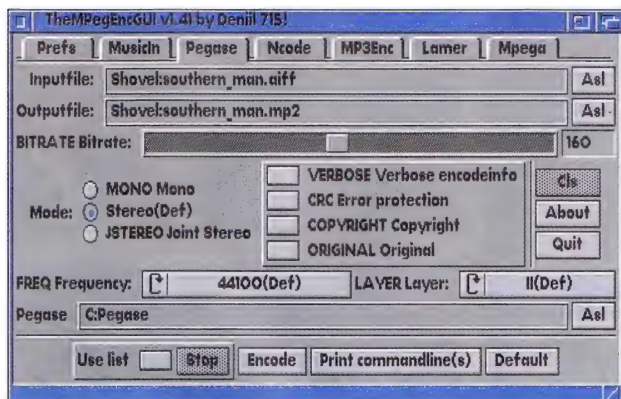 TheMPegEncGUI v1.41 by Deniil 715!
Prefs MusicIn Pegase Ncode MP3Enc Lamer Mpega
Inputfile: Shovel:southern_man.aiff Asl
Outputfile: Shovel:southern_man.mp2 Asl
BITRATE Bitrate: 160
Mode:
MONO Mono
Stereo(Def)
JSTEREO Joint Stereo
VERBOSE Verbose encodeinfo
CRC Error protection
COPYRIGHT Copyright
ORIGINAL Original
Cls
About
Quit
FREQ Frequency: 44100(Def) LAYER Layer: II(Def)
Pegase C:Pegase Asl
Use list Stop Encode Print commandline(s) Default